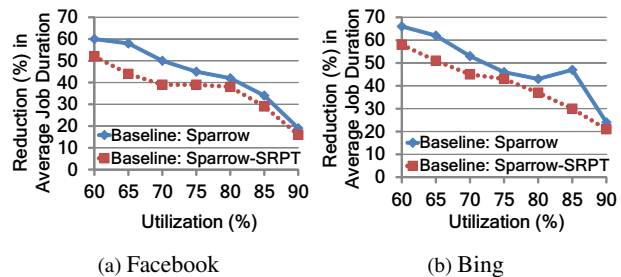 Reduction (%) in
Average Job Duration
70
60
50
40
30
20
10
0
Baseline: Sparrow
Baseline: Sparrow-SRPT
60 65 70 75 80 85 90
Utilization (%)
(a) Facebook
Reduction (%) in
Average Job Duration
70
60
50
40
30
20
10
0
Baseline: Sparrow
Baseline: Sparrow-SRPT
60 65 70 75 80 85 90
Utilization (%)
(b) Bing